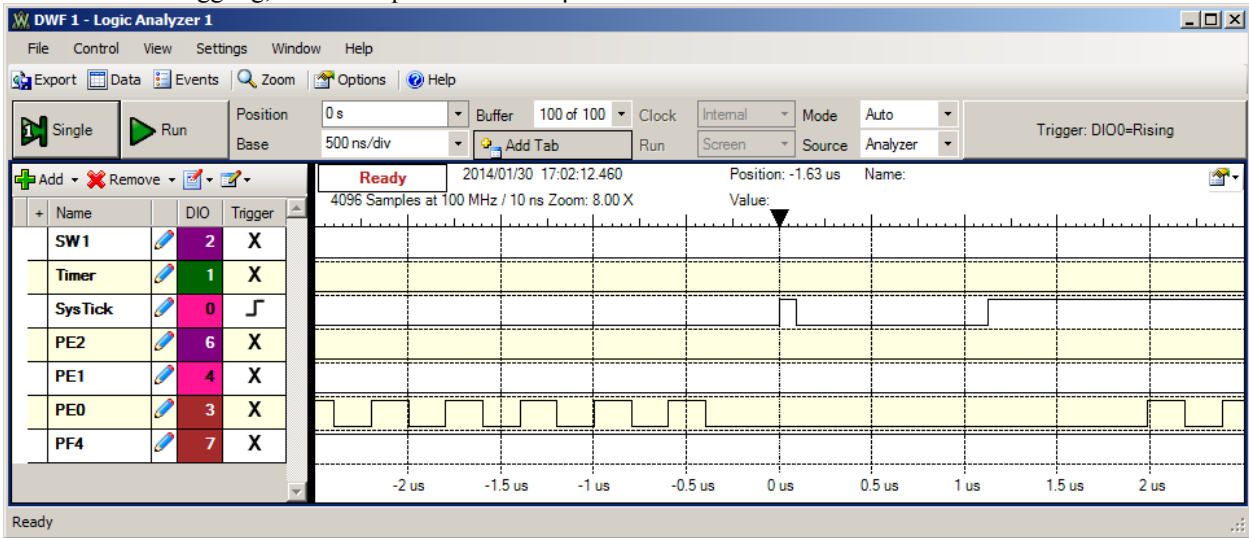 DWF 1 - Logic Analyzer 1
File Control View Settings Window Help
Export Data Events Zoom Options Help
Single Run Position 0 s Buffer 100 of 100 Clock Internal Mode Auto Trigger: DIO0=Rising
Base 500 ns/div Add Tab Run Screen Source Analyzer
Add Remove Ready 2014/01/30 17:02:12.460 Position: -1.63 us Name:
4096 Samples at 100 MHz / 10 ns Zoom: 8.00 X Value:
+ Name DIO Trigger
SW1 2 X
Timer 1 X
SysTick 0
PE2 6 X
PE1 4 X
PE0 3 X
PF4 7 X
-2 us -1.5 us -1 us -0.5 us 0 us 0.5 us 1 us 1.5 us 2 us
Ready